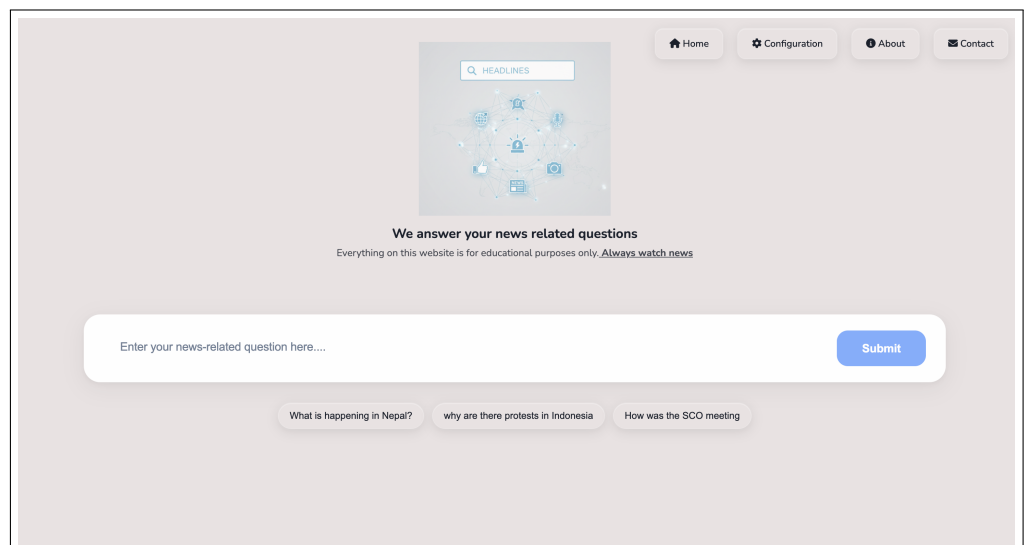 Home
Configuration
About
Contact
HEADLINES
We answer your news related questions
Everything on this website is for educational purposes only. Always watch news
Enter your news-related question here....
Submit
What is happening in Nepal?
why are there protests in Indonesia
How was the SCO meeting